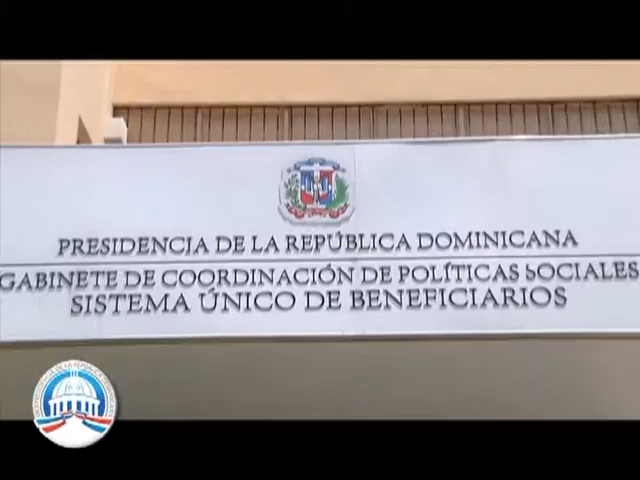 PRESIDENCIA DE LA REPÚBLICA DOMINICANA
GABINETE DE COORDINACIÓN DE POLÍTICAS SOCIALES
SISTEMA ÚNICO DE BENEFICIARIOS